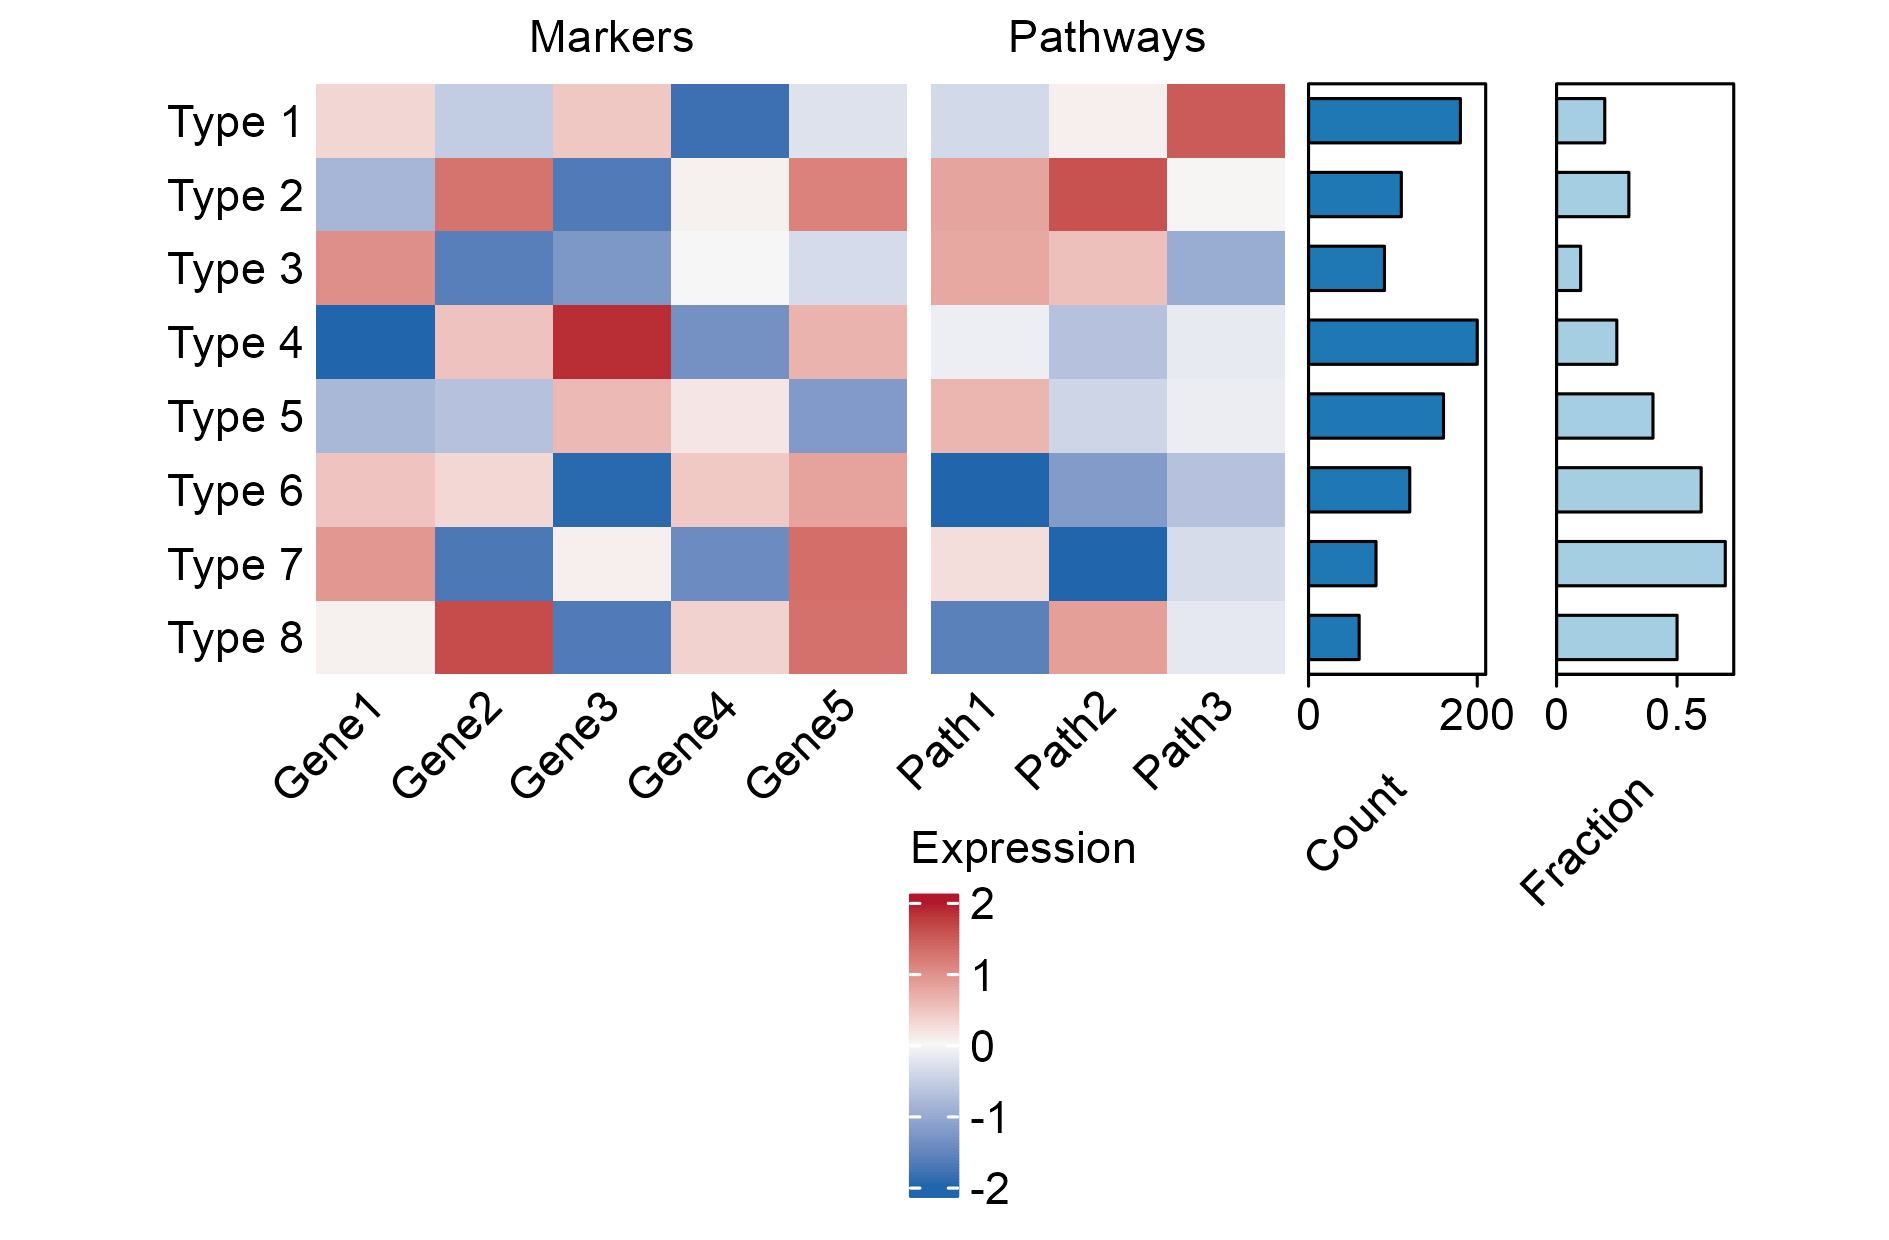 Markers Pathways
Type 1
Type 2
Type 3
Type 4
Type 5
Type 6
Type 7
Type 8
Gene1 Gene2 Gene3 Gene4 Gene5 Path1 Path2 Path3
0 200 0 0.5
Count Fraction
Expression
2
1
0
-1
-2